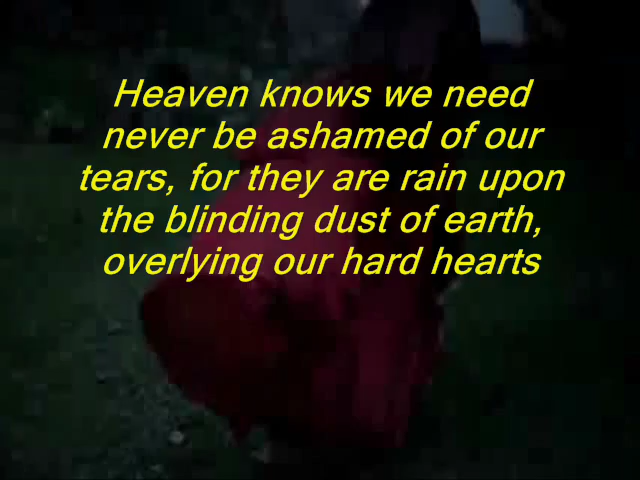 Heaven knows we need
never be ashamed of our
tears, for they are rain upon
the blinding dust of earth,
overlying our hard hearts